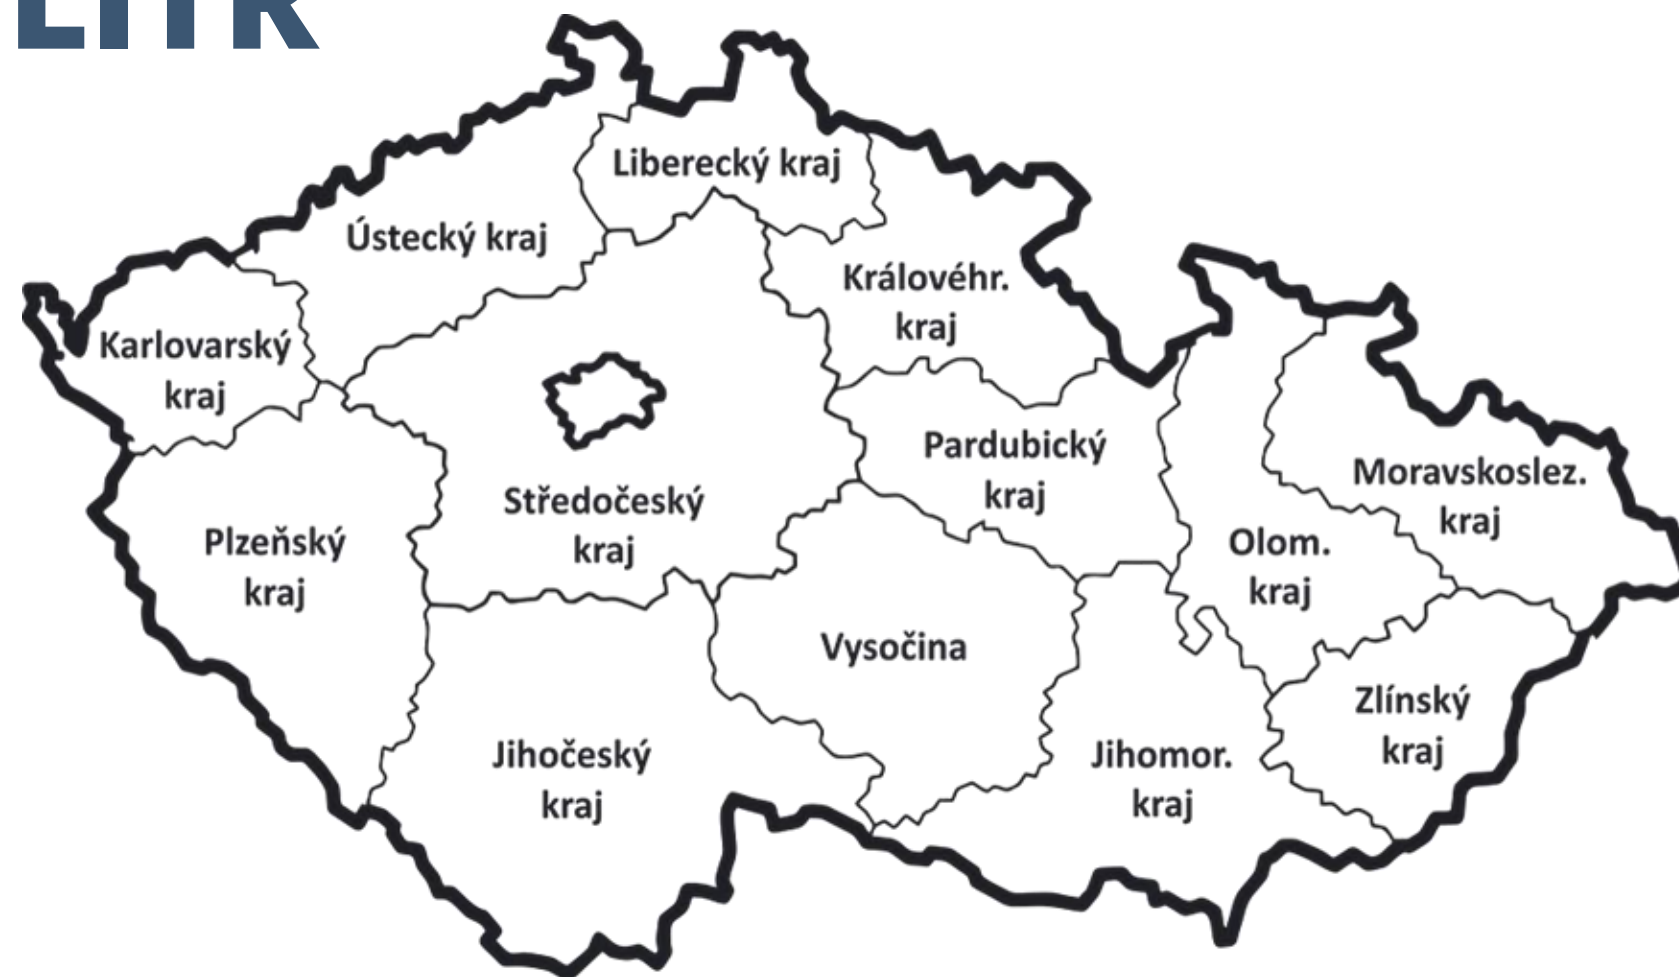 LITR
Liberecký kraj
Ústecký kraj
Královéhr.
kraj
Karlovarský
kraj
Pardubický
kraj
Středočeský
kraj
Moravskoslez.
kraj
Plzeňský
kraj
Olom.
kraj
Vysočina
Zlínský
kraj
Jihočeský
kraj
Jihomor.
kraj